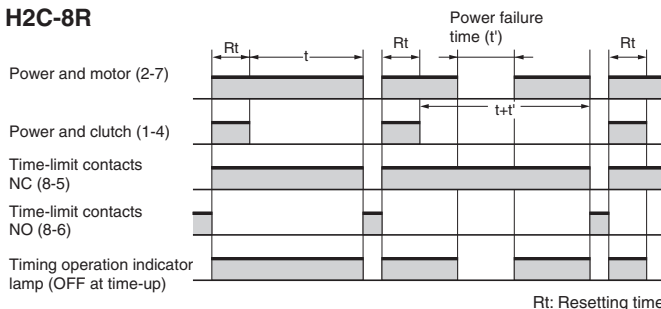 H2C-8R
Power failure
time (t')
Rt
t
Rt
Rt
Power and motor (2-7)
t+t'
Power and clutch (1-4)
Time-limit contacts
NC (8-5)
Time-limit contacts
NO (8-6)
Timing operation indicator
lamp (OFF at time-up)
Rt: Resetting time